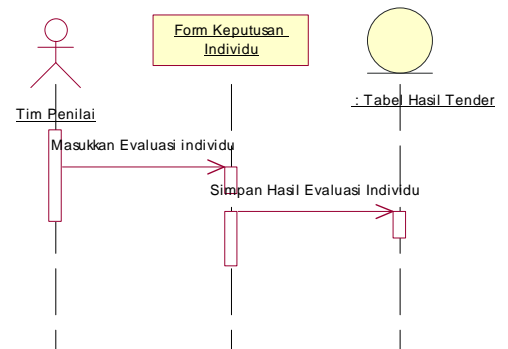 Form Keputusan
Individu
Tim Penilai
: Tabel Hasil Tender
Masukkan Evaluasi individu
Simpan Hasil Evaluasi Individu